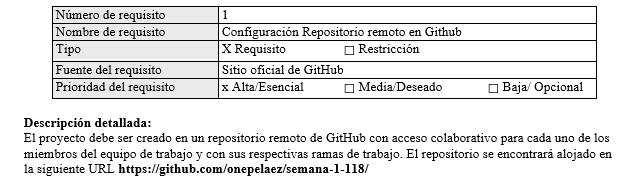 Número de requisito 1
Nombre de requisito Configuración Repositorio remoto en Github
Tipo X Requisito ☐ Restricción
Fuente del requisito Sitio oficial de GitHub
Prioridad del requisito x Alta/Esencial ☐ Media/Deseado ☐ Baja/ Opcional
Descripción detallada:
El proyecto debe ser creado en un repositorio remoto de GitHub con acceso colaborativo para cada uno de los
miembros del equipo de trabajo y con sus respectivas ramas de trabajo. El repositorio se encontrará alojado en
la siguiente URL https://github.com/onepelaez/semana-1-118/